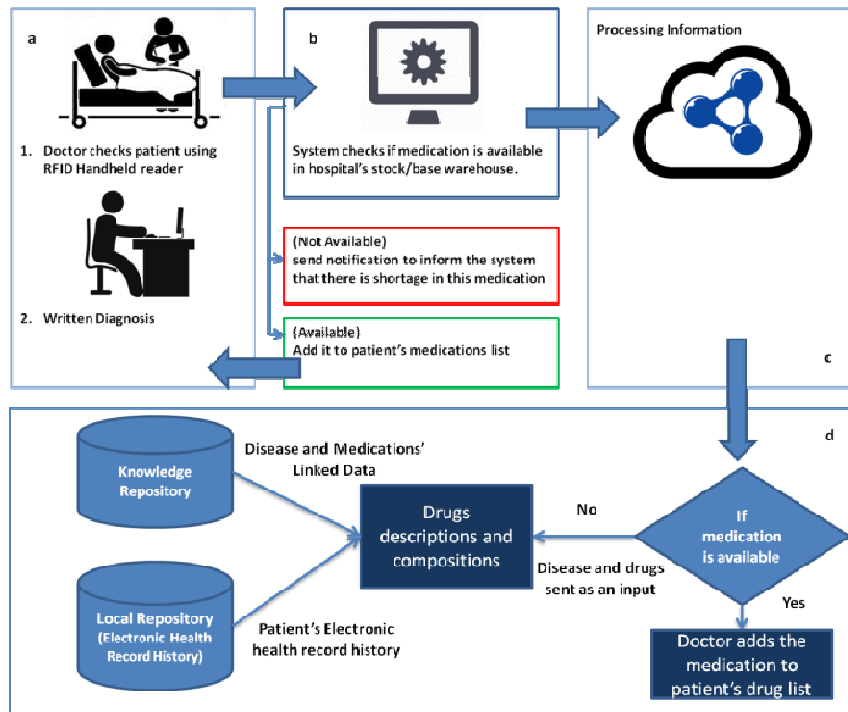 a
1. Doctor checks patient using
RFID Handheld reader
2. Written Diagnosis
b
System checks if medication is available
in hospital's stock/base warehouse.
(Not Available)
send notification to inform the system
that there is shortage in this medication
(Available)
Add it to patient's medications list
Processing Information
c
d
Knowledge
Repository
Disease and Medications'
Linked Data
Local Repository
(Electronic Health
Record History)
Patient's Electronic
health record history
Drugs
descriptions and
compositions
No
Disease and drugs
sent as an input
If
medication
is available
Yes
Doctor adds the
medication to
patient's drug list